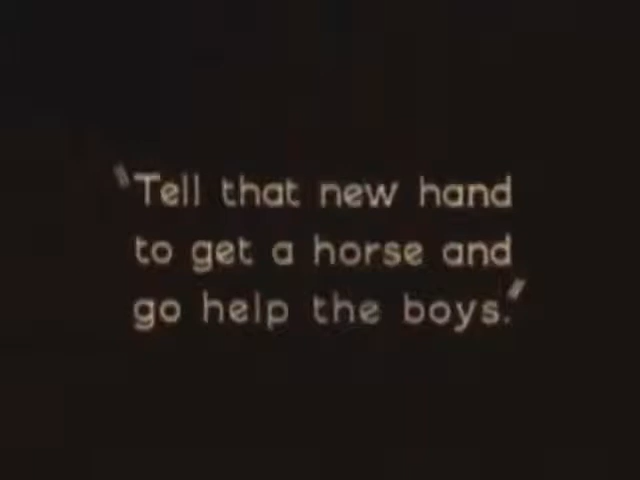 "Tell that new hand
to get a horse and
go help the boys."